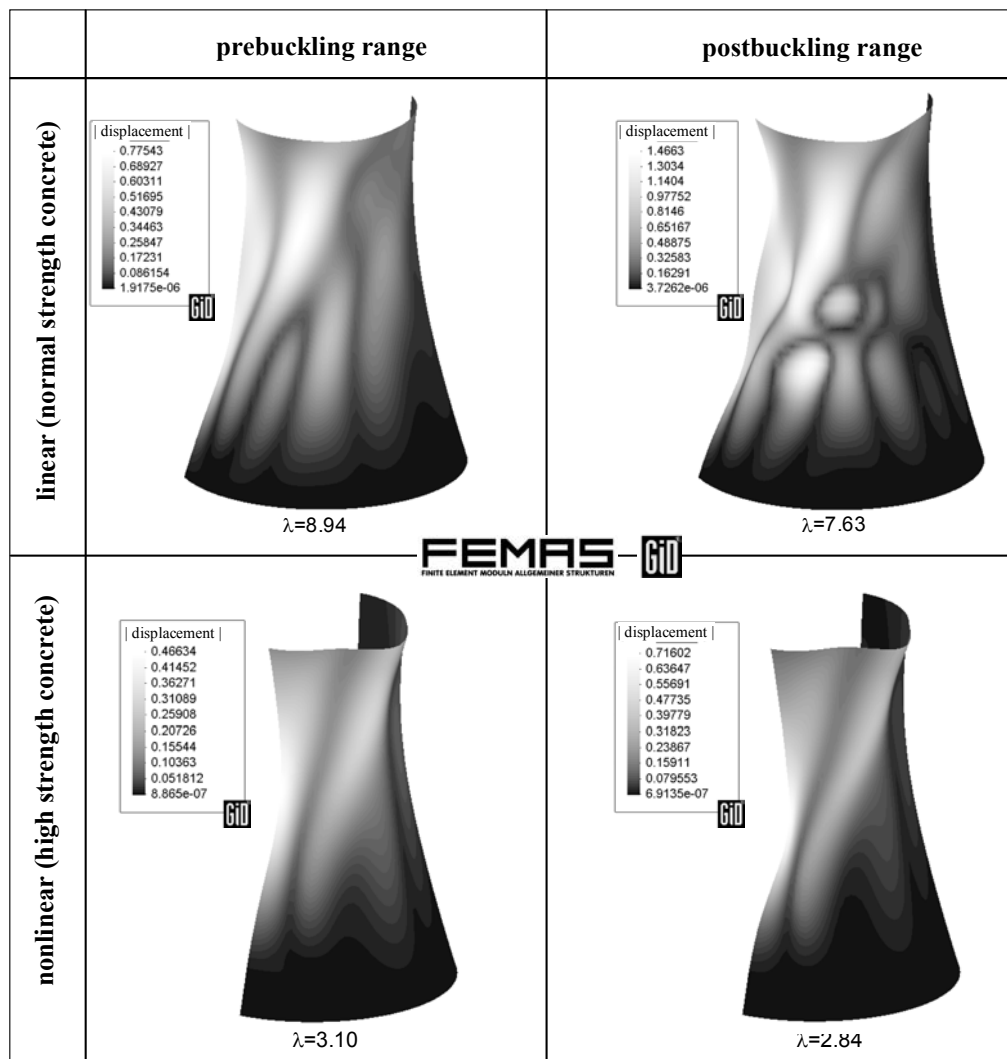 prebuckling range
postbuckling range
linear (normal strength concrete)
| displacement |
0.77543
0.68927
0.60311
0.51695
0.43079
0.34463
0.25847
0.17231
0.086154
1.9175e-06
GiD
λ=8.94
| displacement |
1.4663
1.3034
1.1404
0.97752
0.8146
0.65167
0.48875
0.32583
0.16291
3.7262e-06
GiD
λ=7.63
FEMAS
FINITE ELEMENT MODULN ALLGEMEINER STRUKTUREN
GiD
nonlinear (high strength concrete)
| displacement |
0.46634
0.41452
0.36271
0.31089
0.25908
0.20726
0.15544
0.10363
0.051812
8.865e-07
GiD
λ=3.10
| displacement |
0.71602
0.63647
0.55691
0.47735
0.39779
0.31823
0.23867
0.15911
0.079553
6.9135e-07
GiD
λ=2.84